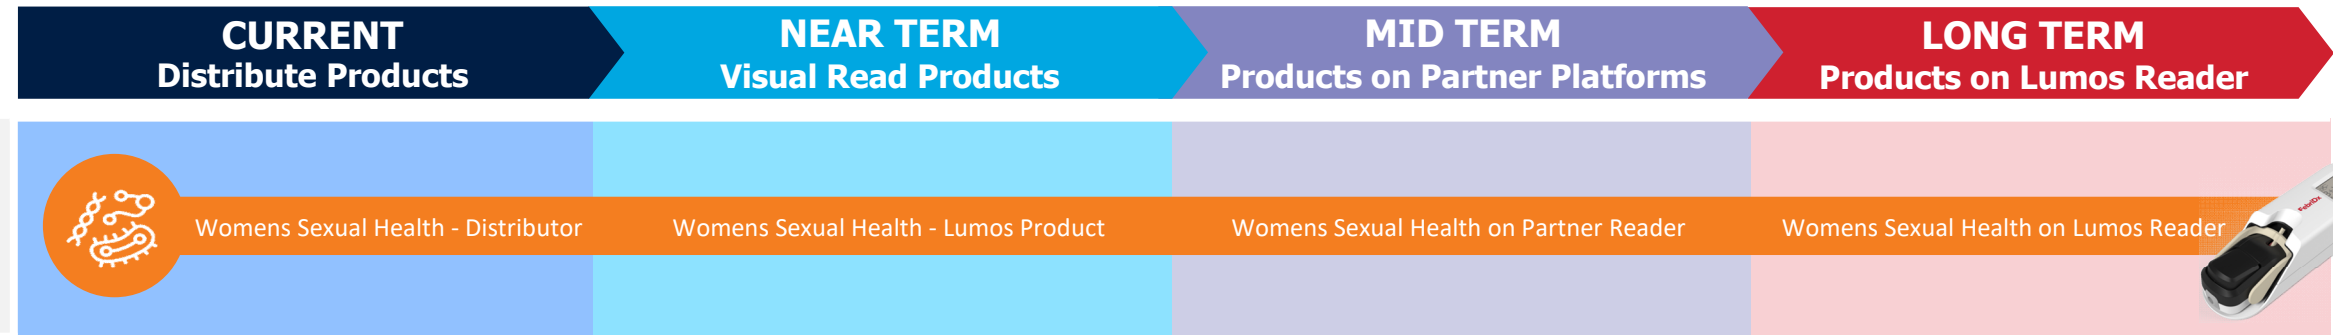 CURRENT
Distribute Products
NEAR TERM
Visual Read Products
MID TERM
Products on Partner Platforms
LONG TERM
Products on Lumos Reader
Womens Sexual Health - Distributor
Womens Sexual Health - Lumos Product
Womens Sexual Health on Partner Reader
Womens Sexual Health on Lumos Reader
FebriDx